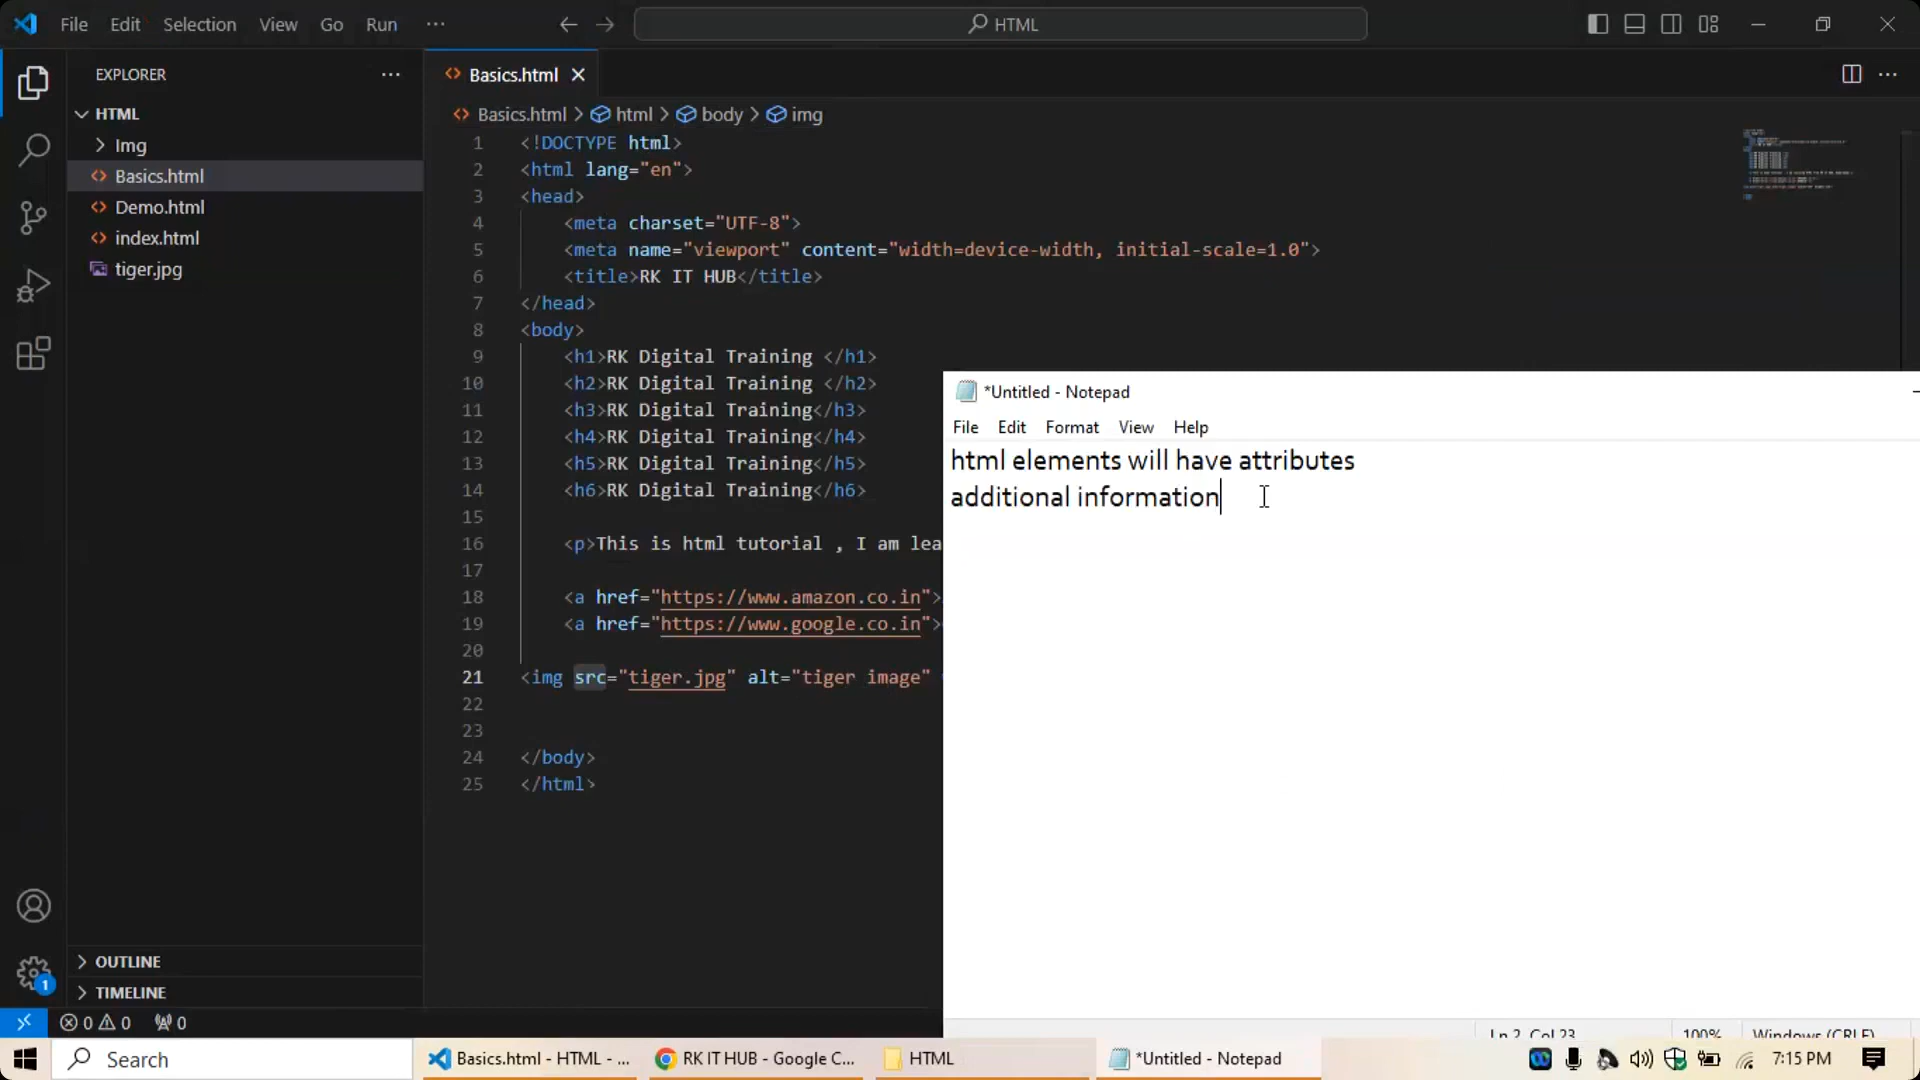 File Edit Selection View Go Run ··· HTML
EXPLORER ···
HTML
Img
Basics.html
Demo.html
index.html
tiger.jpg
OUTLINE
TIMELINE
Basics.html
Basics.html > html > body > img
1 <!DOCTYPE html>
2 <html lang="en">
3 <head>
4 <meta charset="UTF-8">
5 <meta name="viewport" content="width=device-width, initial-scale=1.0">
6 <title>RK IT HUB</title>
7 </head>
8 <body>
9 <h1>RK Digital Training </h1>
10 <h2>RK Digital Training </h2>
11 <h3>RK Digital Training</h3>
12 <h4>RK Digital Training</h4>
13 <h5>RK Digital Training</h5>
14 <h6>RK Digital Training</h6>
15
16 <p>This is html tutorial , I am lea
17
18 <a href="https://www.amazon.co.in">
19 <a href="https://www.google.co.in">
20
21 <img src="tiger.jpg" alt="tiger image"
22
23
24 </body>
25 </html>
*Untitled - Notepad
File Edit Format View Help
html elements will have attributes
additional information
Ln 2, Col 23 100% Windows (CRLF)
1
0 0 0
Search Basics.html - HTML - ... RK IT HUB - Google C... HTML *Untitled - Notepad 7:15 PM